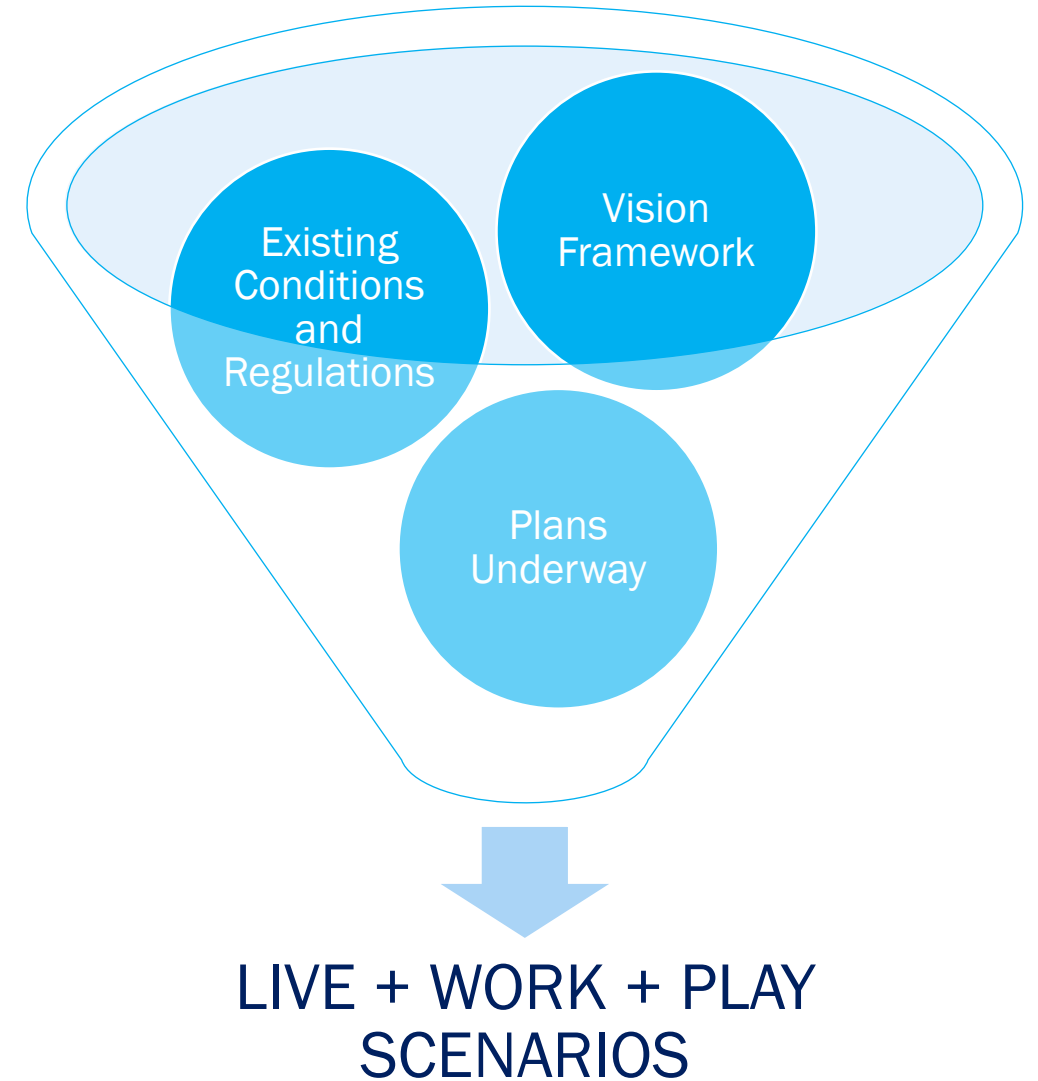 Vision
Framework
Existing
Conditions
and
Regulations
Plans
Underway
LIVE + WORK + PLAY
SCENARIOS